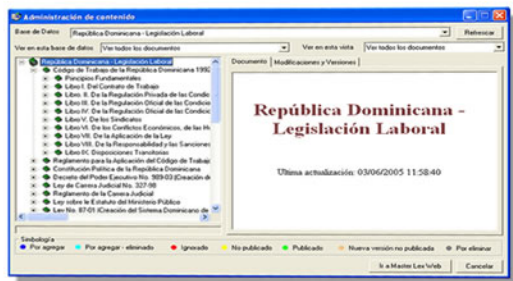 Administración de contenido
Base de Datos República Dominicana - Legislación Laboral Refrescar
Ver en esta base de datos Ver todos los documentos Ver en esta vista Ver todos los documentos
República Dominicana - Legislación Laboral
Código de Trabajo de la República Dominicana 1992
Principios Fundamentales
Libro I. Del Contrato de Trabajo
Libro. II. De la Regulación Privada de las Condic
Libro. III. De la Regulación Oficial de las Condicio
Libro IV. De la Regulación Oficial de las Condicio
Libro V. De los Sindicatos
Libro VI. De los Conflictos Económicos, de las H
Libro VII. De la Aplicación de la Ley
Libro VIII. De la Responsabilidad y las Sanciones
Libro IX. Disposiciones Transitorias
Reglamento para la Aplicación del Código de Trabajo
Constitución Política de la República Dominicana
Decreto del Poder Ejecutivo No. 989-03 (Creación d
Ley de Carrera Judicial No. 327-98
Reglamento de la Carrera Judicial
Ley sobre le Estatuto del Ministerio Público
Ley No. 87-01 (Creación del Sistema Dominicano de
Documento Modificaciones y Versiones
República Dominicana -
Legislación Laboral
Ultima actualización: 03/06/2005 11:58:40
Simbología
Por agregar Por agregar - eliminado Ignorado No publicado Publicado Nueva versión no publicada Por eliminar
Ir a Master Lex Web Cancelar